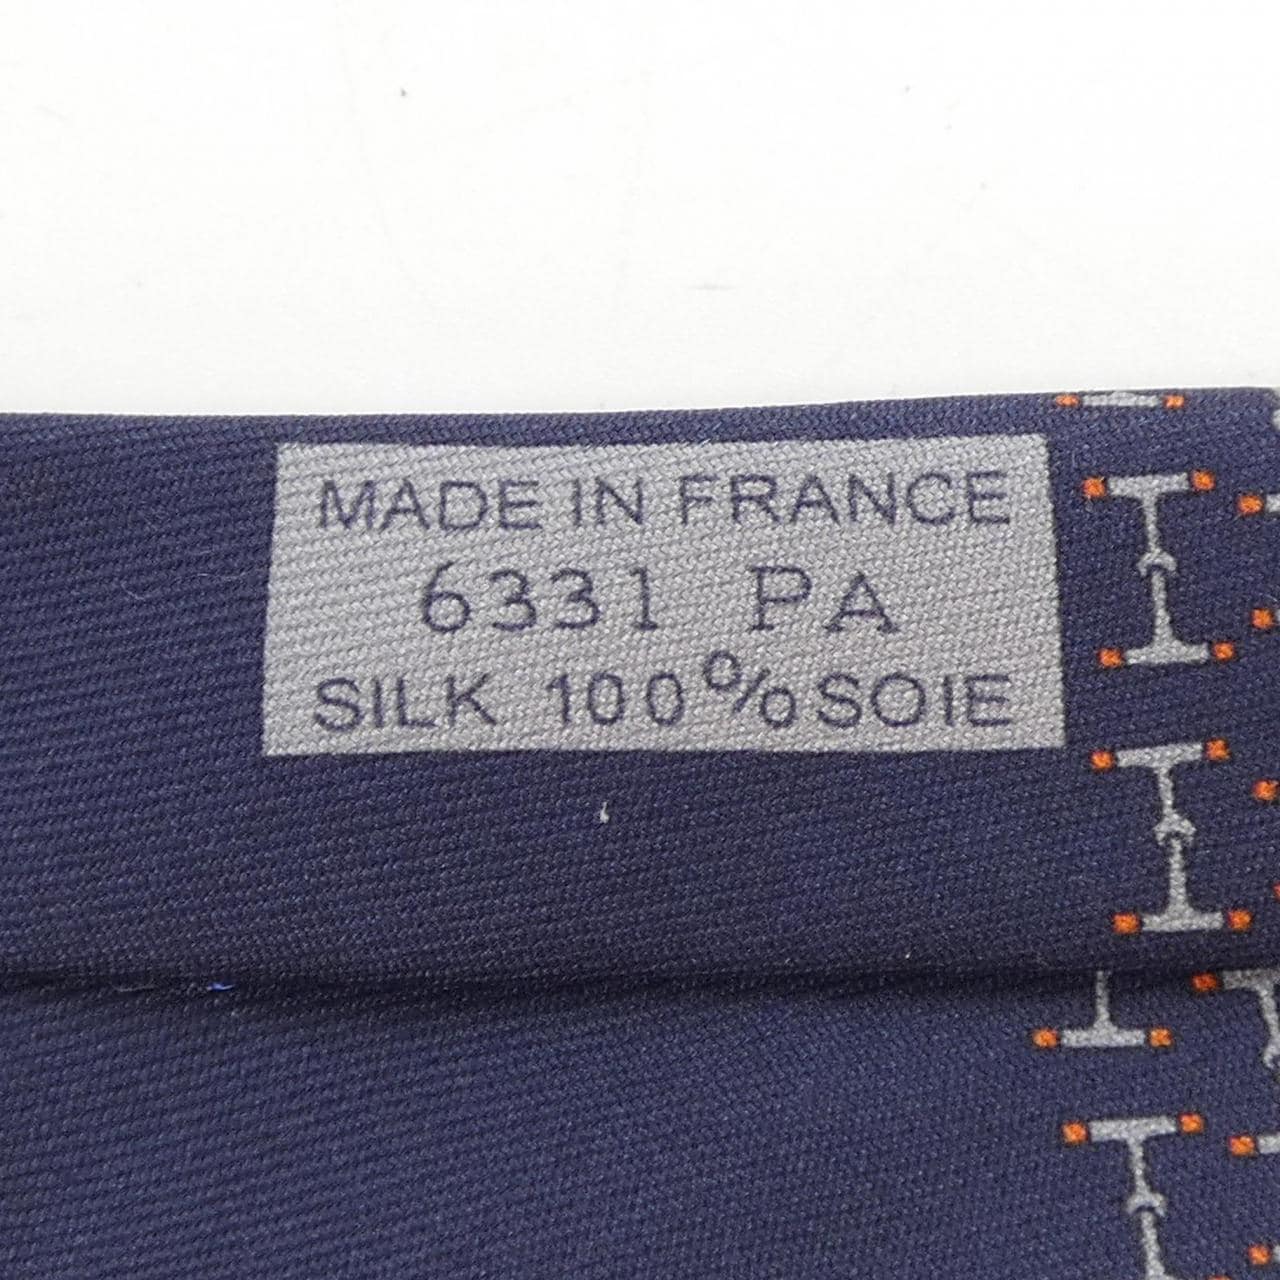 MADE IN FRANCE
6331 PA
SILK 100% SOIE